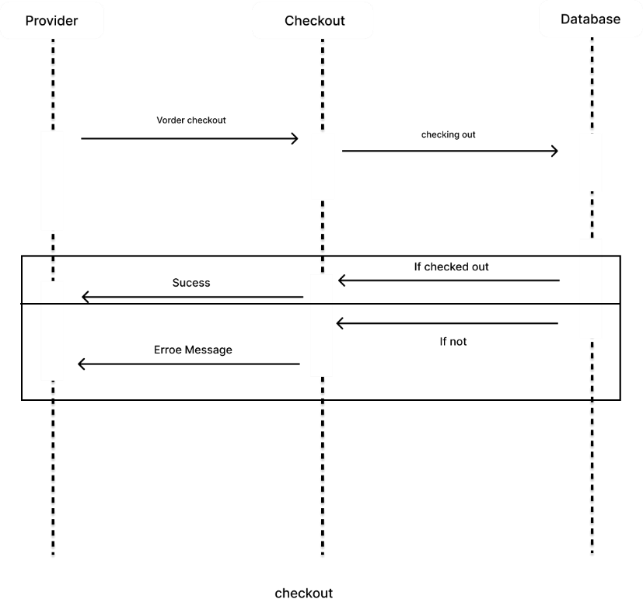 Provider
Checkout
Database
Vorder checkout
checking out
If checked out
Sucess
If not
Erroe Message
checkout